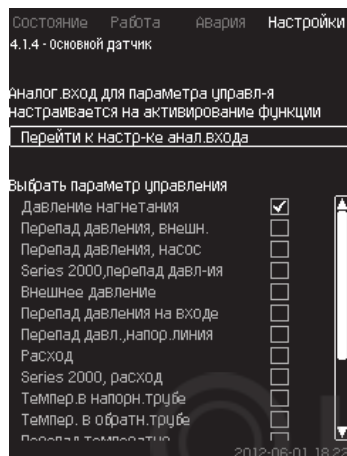 Состояние Работа Авария Настройки
4.1.4 - Основной датчик
Аналог.вход для параметра управл-я
настраивается на активирование функции
Перейти к настр-ке анал.входа
Выбрать параметр управления
Давление нагнетания
Перепад давления, внешн.
Перепад давления, насос
Series 2000,перепад давл-ия
Внешнее давление
Перепад давления на входе
Перепад давл.,напор.линия
Расход
Series 2000, расход
Темпер.в напорн.трубе
Темпер. в обратн.трубе
2012-06-01 18:22